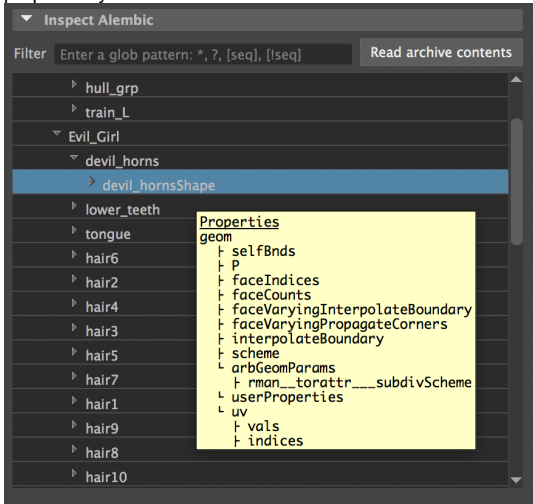 Inspect Alembic
Filter Enter a glob pattern: *, ?, [seq], [!seq] Read archive contents
hull_grp
train_L
Evil_Girl
devil_horns
devil_hornsShape
lower_teeth
tongue
hair6
hair2
hair4
hair3
hair5
hair7
hair1
hair9
hair8
hair10
Properties
geom
selfBnds
P
faceIndices
faceCounts
faceVaryingInterpolateBoundary
faceVaryingPropagateCorners
interpolateBoundary
scheme
arbGeomParams
rman__torattr___subdivScheme
userProperties
uv
vals
indices